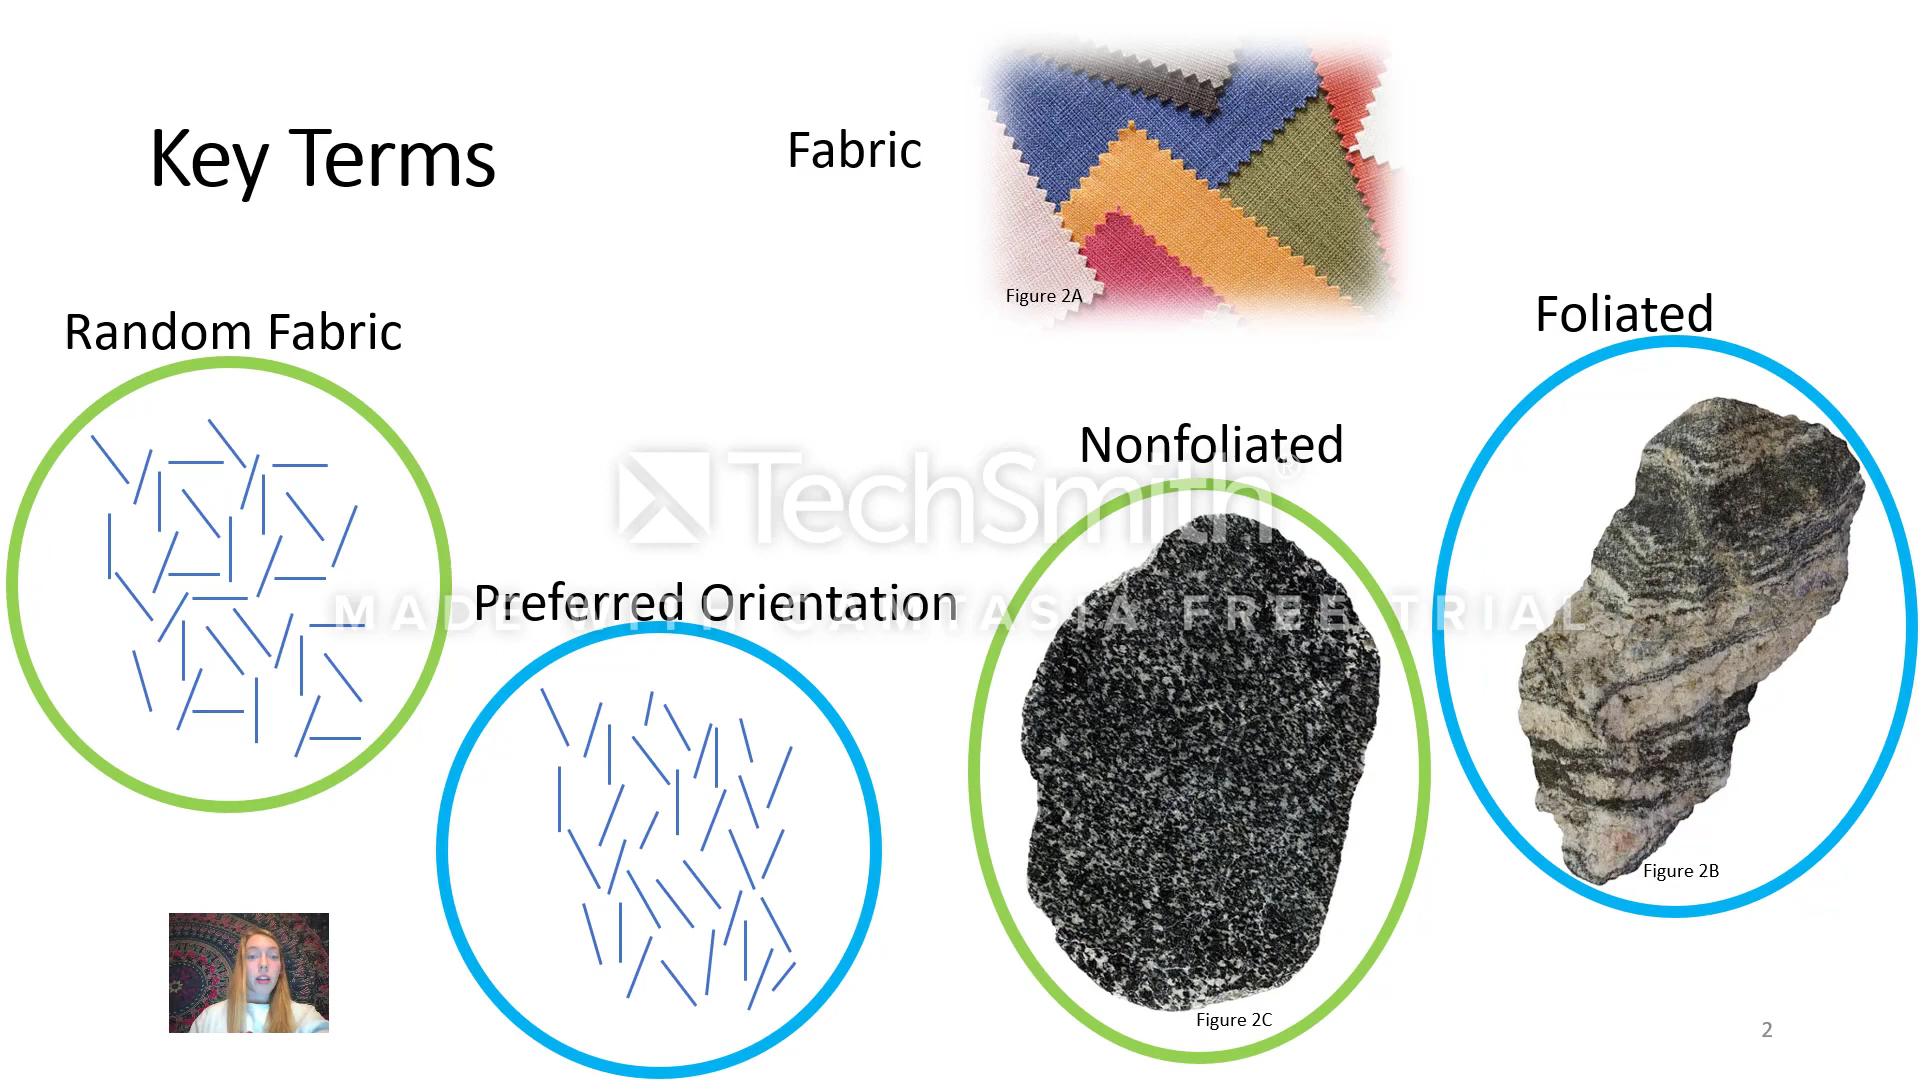 Key Terms
Fabric
Figure 2A
Random Fabric
Foliated
Nonfoliated
TechSmith®
Preferred Orientation
MADE WITH CAMTASIA FREE TRIAL
Figure 2B
Figure 2C
2